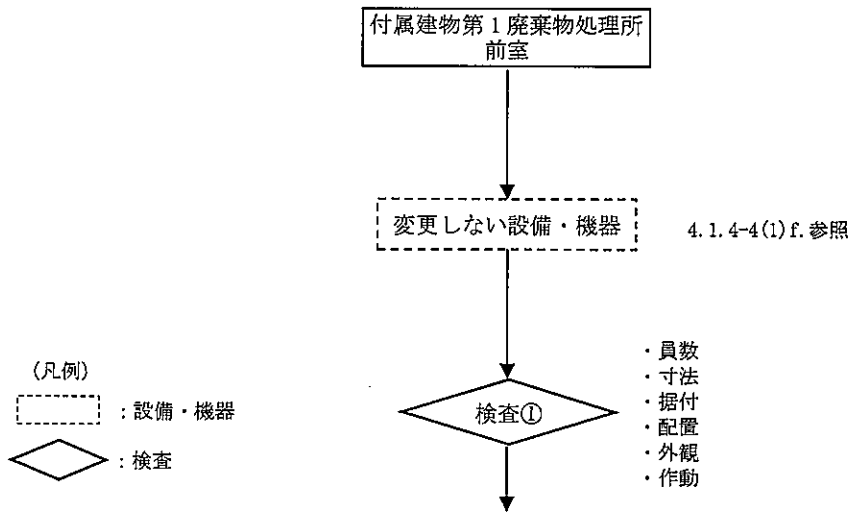 付属建物第1廃棄物処理所
前室
変更しない設備・機器
4.1.4-4(1)f.参照
検査①
・員数
・寸法
・据付
・配置
・外観
・作動
(凡例)
：設備・機器
：検査